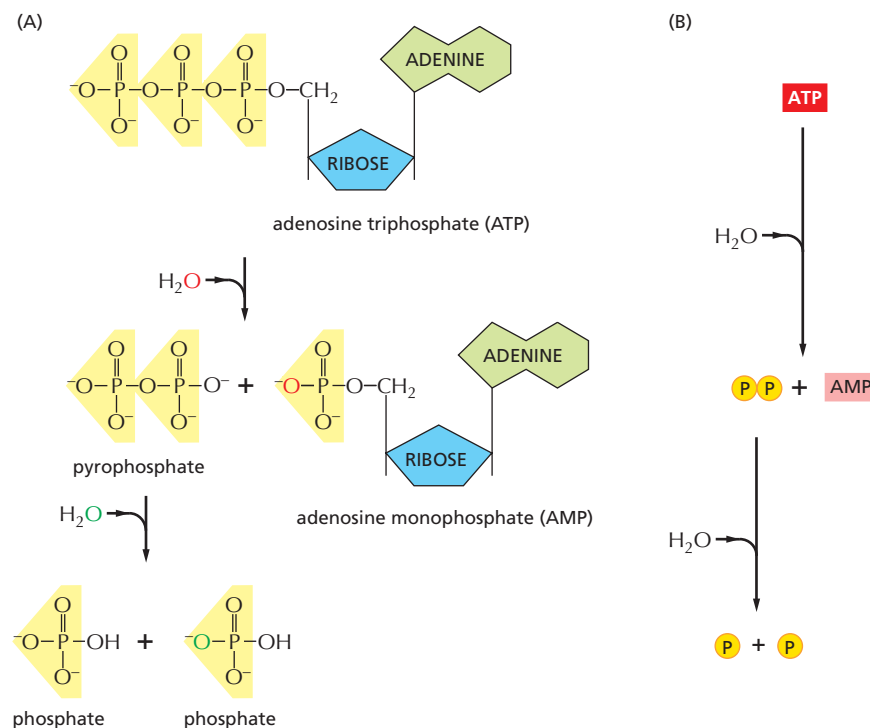 (A)
O O O
⁻O–P–O–P–O–P–O–CH₂ ADENINE
O⁻ O⁻ O⁻
RIBOSE
adenosine triphosphate (ATP)
H₂O
O O O
⁻O–P–O–P–O⁻ + ⁻O–P–O–CH₂ ADENINE
O⁻ O⁻ O⁻
pyrophosphate
RIBOSE
H₂O
adenosine monophosphate (AMP)
O O
⁻O–P–OH + ⁻O–P–OH
O⁻ O⁻
phosphate phosphate
(B)
ATP
H₂O
P P + AMP
H₂O
P + P